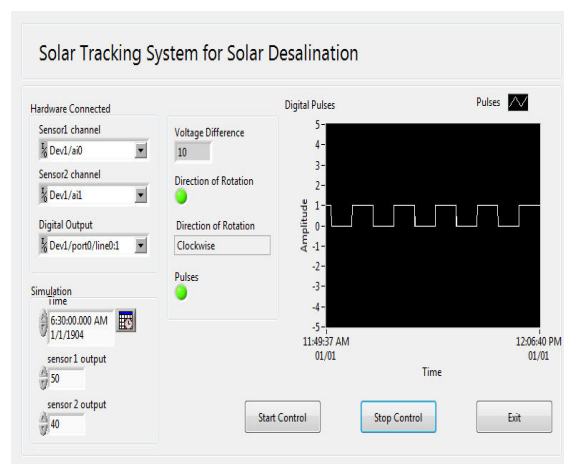 Solar Tracking System for Solar Desalination
Hardware Connected
Sensor1 channel
Dev1/ai0
Sensor2 channel
Dev1/ai1
Digital Output
Dev1/port0/line0:1
Simulation
Time
6:30:00.000 AM
1/1/1904
sensor 1 output
50
sensor 2 output
40
Voltage Difference
10
Direction of Rotation
Direction of Rotation
Clockwise
Pulses
Digital Pulses
Pulses
Amplitude
5
4
3
2
1
0
-1
-2
-3
-4
-5
11:49:37 AM
01/01
12:06:40 PM
01/01
Time
Start Control
Stop Control
Exit